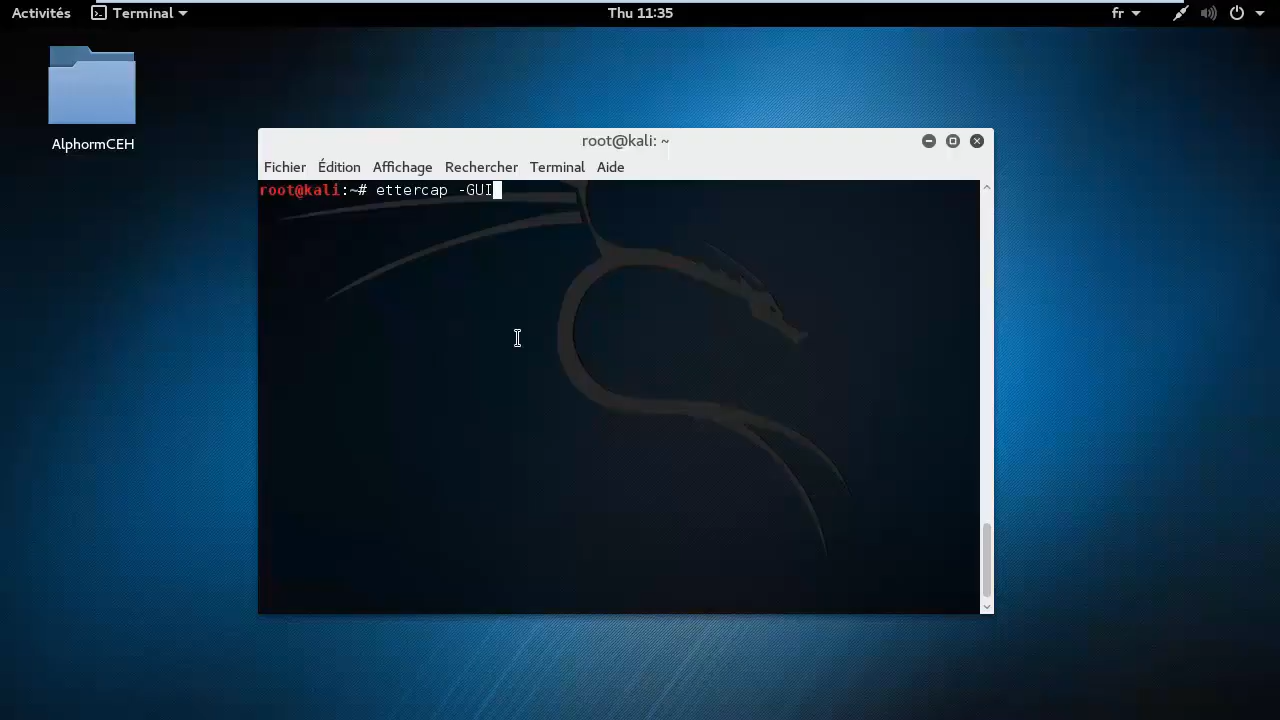 Activités Terminal Thu 11:35 fr
AlphormCEH
root@kali: ~
Fichier Édition Affichage Rechercher Terminal Aide
root@kali:~# ettercap -GUI